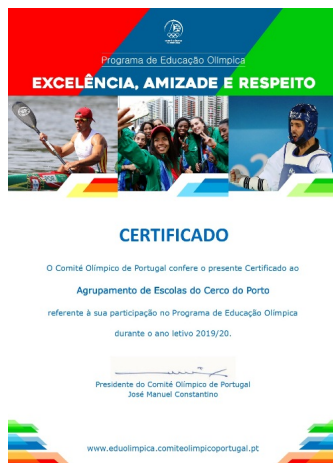 Programa de Educação Olímpica
EXCELÊNCIA, AMIZADE E RESPEITO
CERTIFICADO
O Comité Olímpico de Portugal confere o presente Certificado ao
Agrupamento de Escolas do Cerco do Porto
referente à sua participação no Programa de Educação Olímpica
durante o ano letivo 2019/20.
Presidente do Comité Olímpico de Portugal
José Manuel Constantino
www.eduolimpica.comiteolimpicoportugal.pt